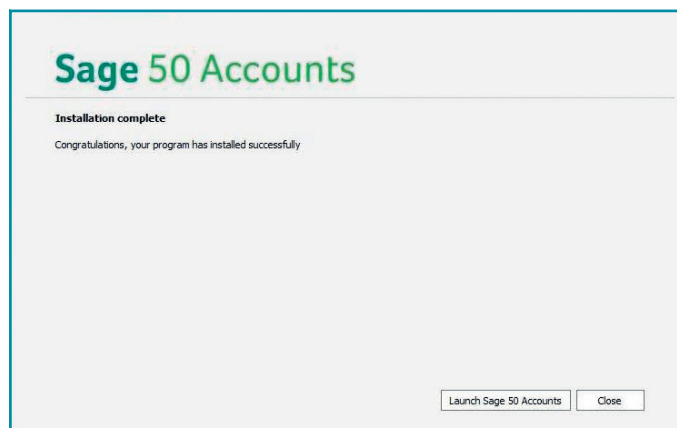 Sage 50 Accounts
Installation complete
Congratulations, your program has installed successfully
Launch Sage 50 Accounts
Close